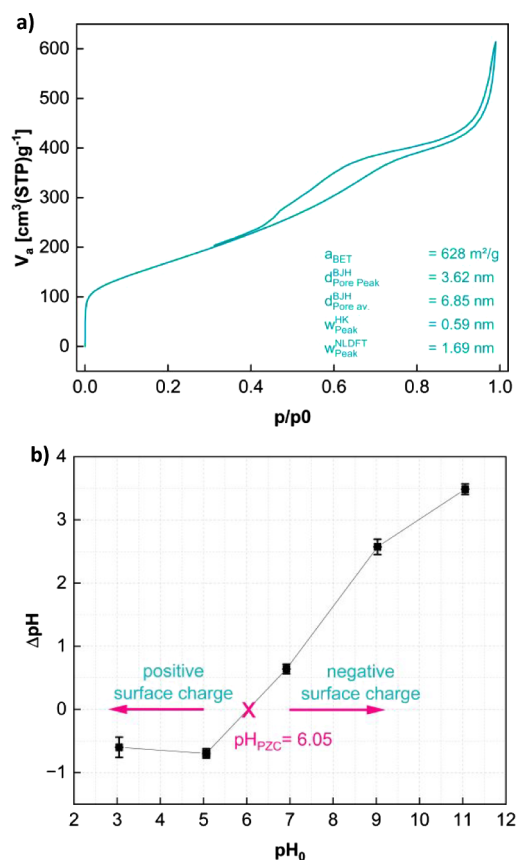 a)
600
500
400
300
200
100
0
Vₐ [cm³(STP)g⁻¹]
a_BET = 628 m²/g
d^BJH_Pore Peak = 3.62 nm
d^BJH_Pore av. = 6.85 nm
w^HK_Peak = 0.59 nm
w^NLDFT_Peak = 1.69 nm
0.0 0.2 0.4 0.6 0.8 1.0
p/p0
b)
4
3
2
1
0
−1
−2
ΔpH
positive
surface charge
negative
surface charge
X
pH_PZC= 6.05
2 3 4 5 6 7 8 9 10 11 12
pH₀